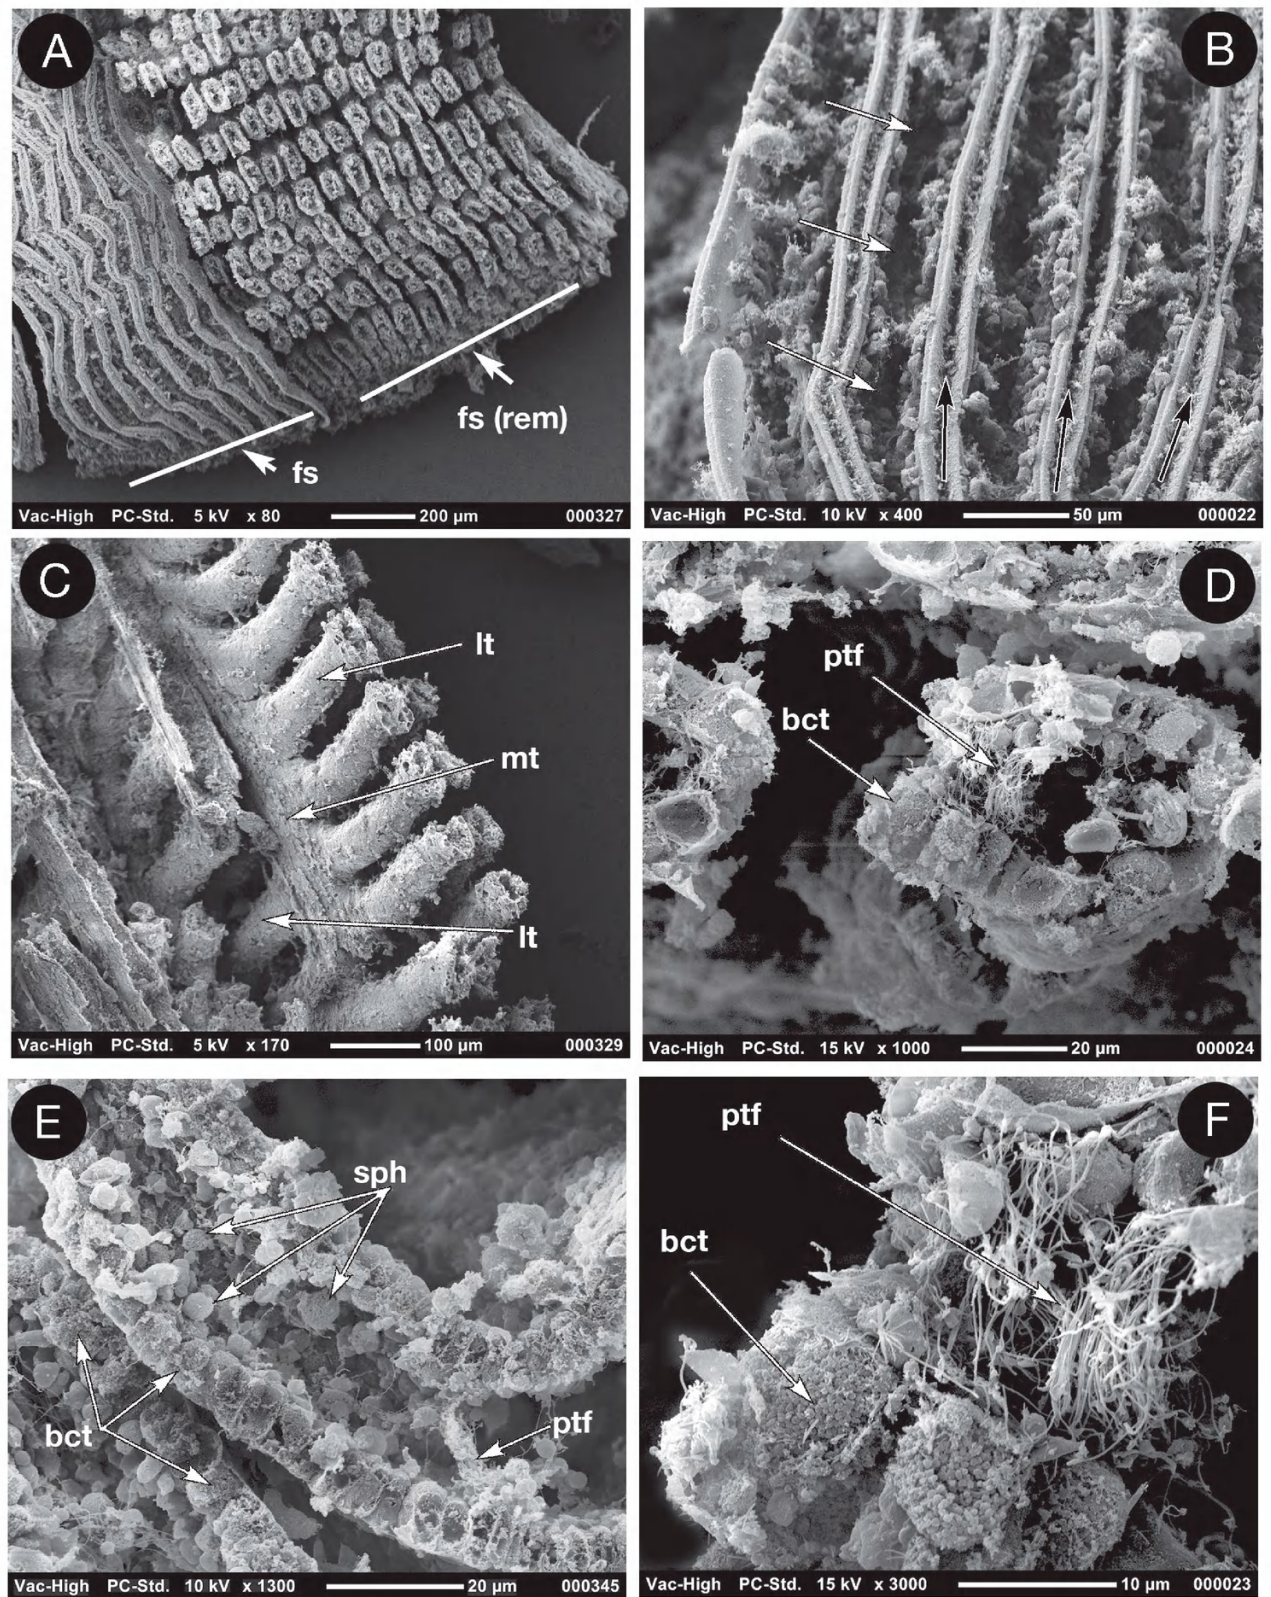 A
fs (rem)
fs
Vac-High PC-Std. 5 kV x 80 200 µm 000327
B
Vac-High PC-Std. 10 kV x 400 50 µm 000022
C
lt
mt
lt
Vac-High PC-Std. 5 kV x 170 100 µm 000329
D
ptf
bct
Vac-High PC-Std. 15 kV x 1000 20 µm 000024
E
sph
bct
ptf
Vac-High PC-Std. 10 kV x 1300 20 µm 000345
F
ptf
bct
Vac-High PC-Std. 15 kV x 3000 10 µm 000023